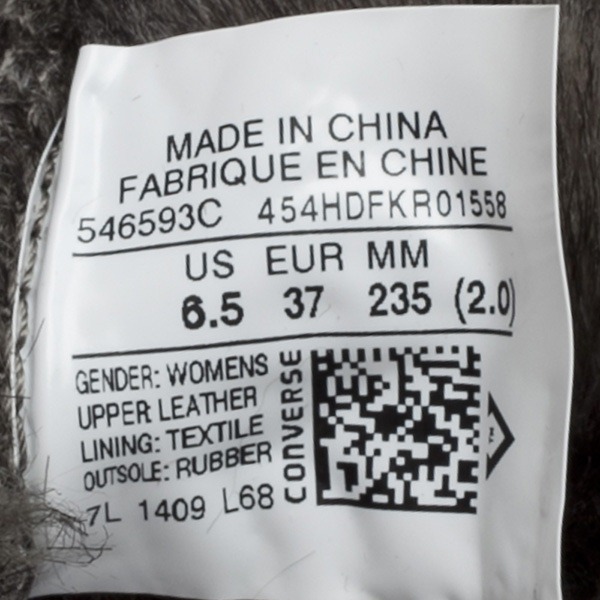 MADE IN CHINA
FABRIQUE EN CHINE
546593C 454HDFKR01558
US EUR MM
6.5 37 235 (2.0)
GENDER: WOMENS
UPPER: LEATHER
LINING: TEXTILE
OUTSOLE: RUBBER
7L 1409 L68
CONVERSE